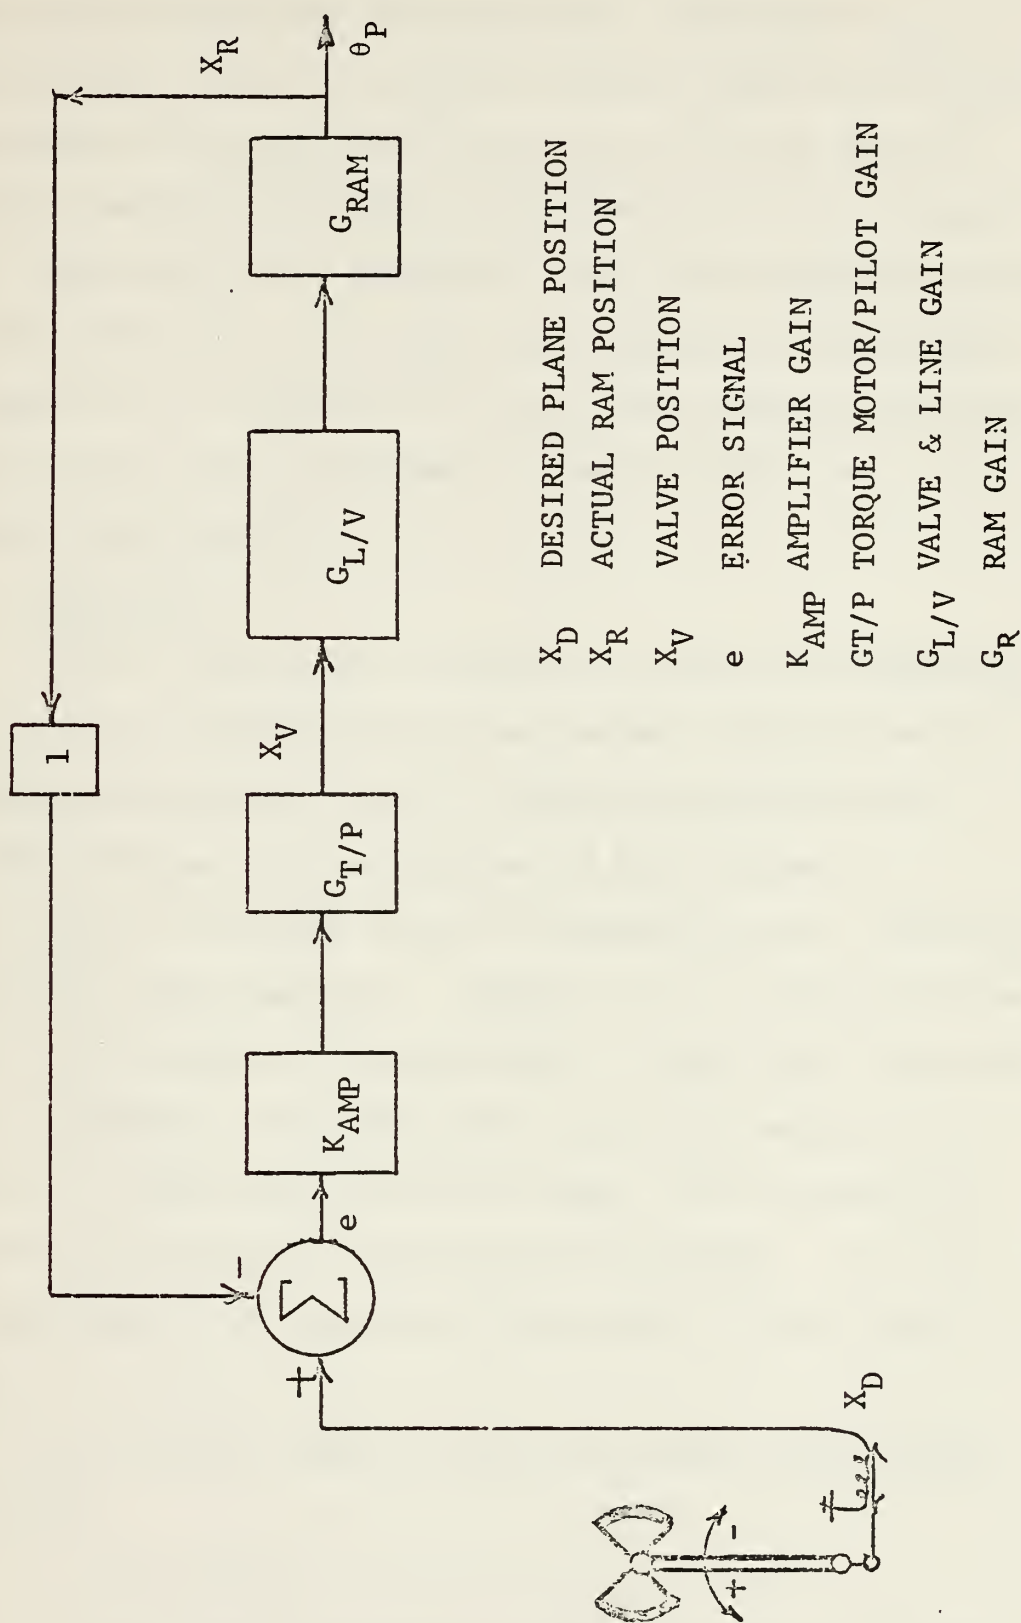 X_R
θ_P
1
G_RAM
G_L/V
X_V
G_T/P
K_AMP
e
Σ
-
+
X_D
+ -
X_D DESIRED PLANE POSITION
X_R ACTUAL RAM POSITION
X_V VALVE POSITION
e ERROR SIGNAL
K_AMP AMPLIFIER GAIN
GT/P TORQUE MOTOR/PILOT GAIN
G_L/V VALVE & LINE GAIN
G_R RAM GAIN